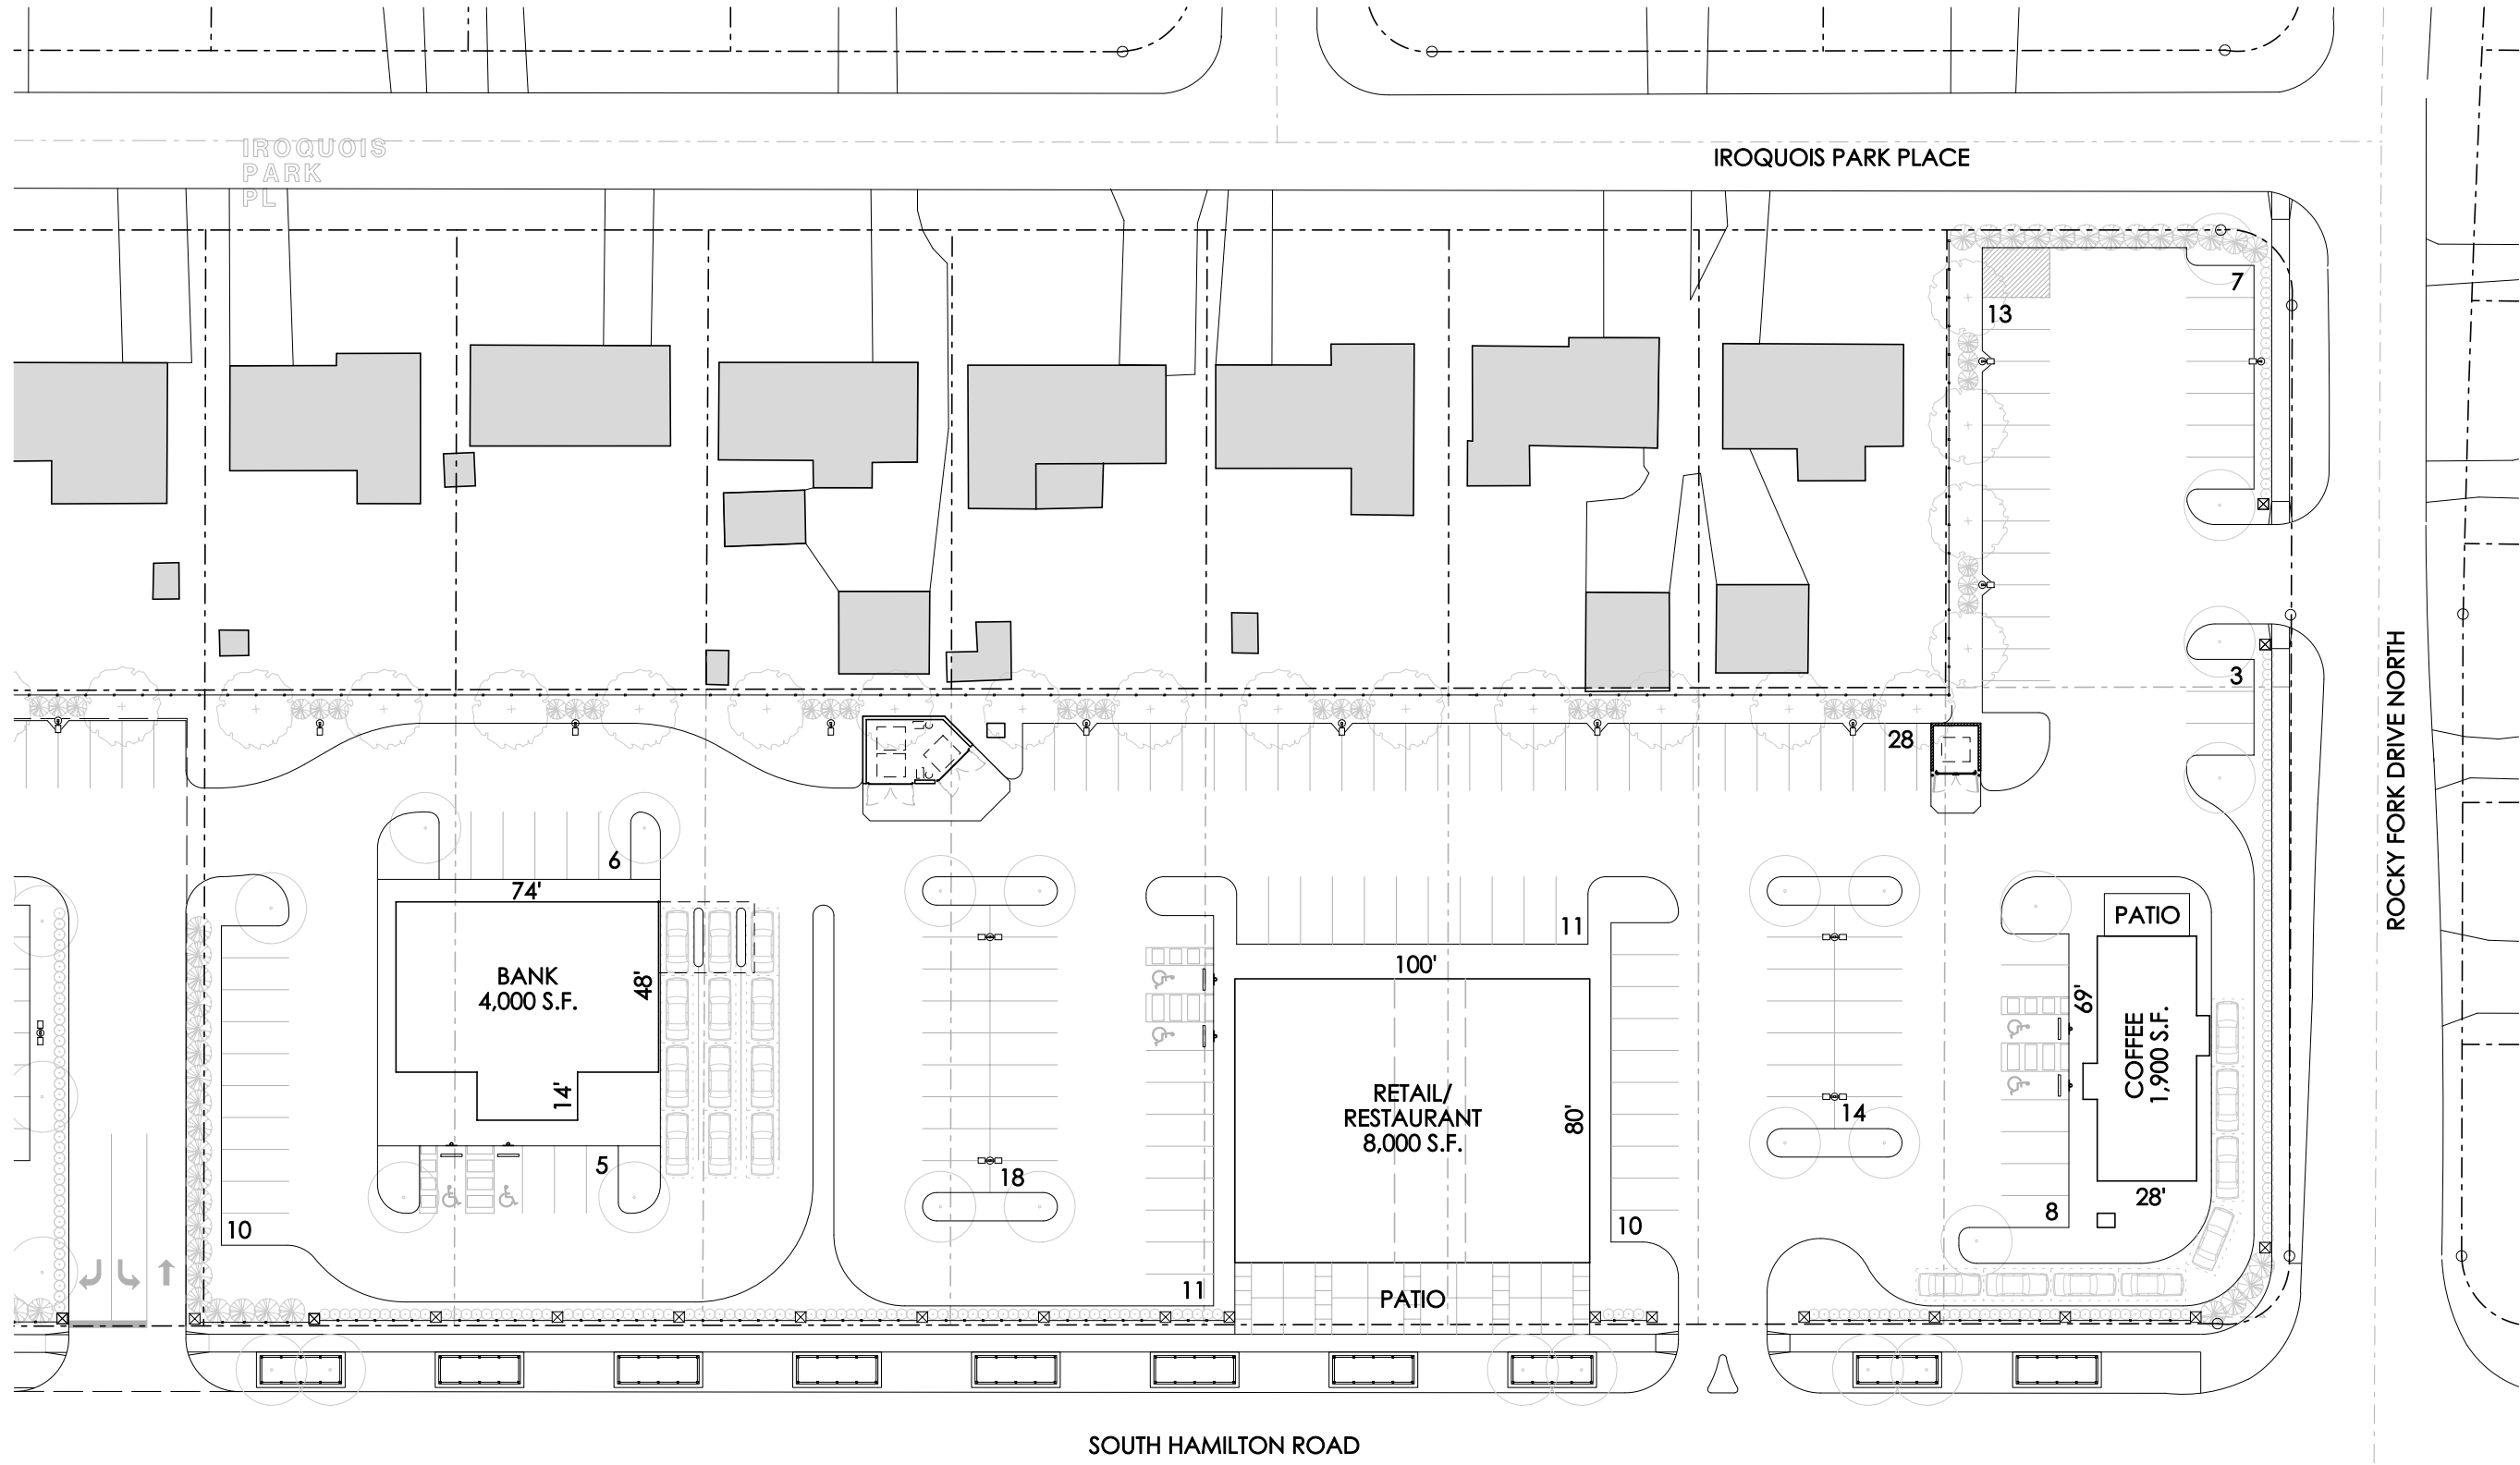 IROQUOIS
PARK
PL
IROQUOIS PARK PLACE
7
13
3
28
ROCKY FORK DRIVE NORTH
6
74'
BANK
4,000 S.F.
48'
14'
5
10
18
11
100'
RETAIL/
RESTAURANT
8,000 S.F.
80'
11
10
PATIO
14
PATIO
69'
COFFEE
1,900 S.F.
28'
8
SOUTH HAMILTON ROAD